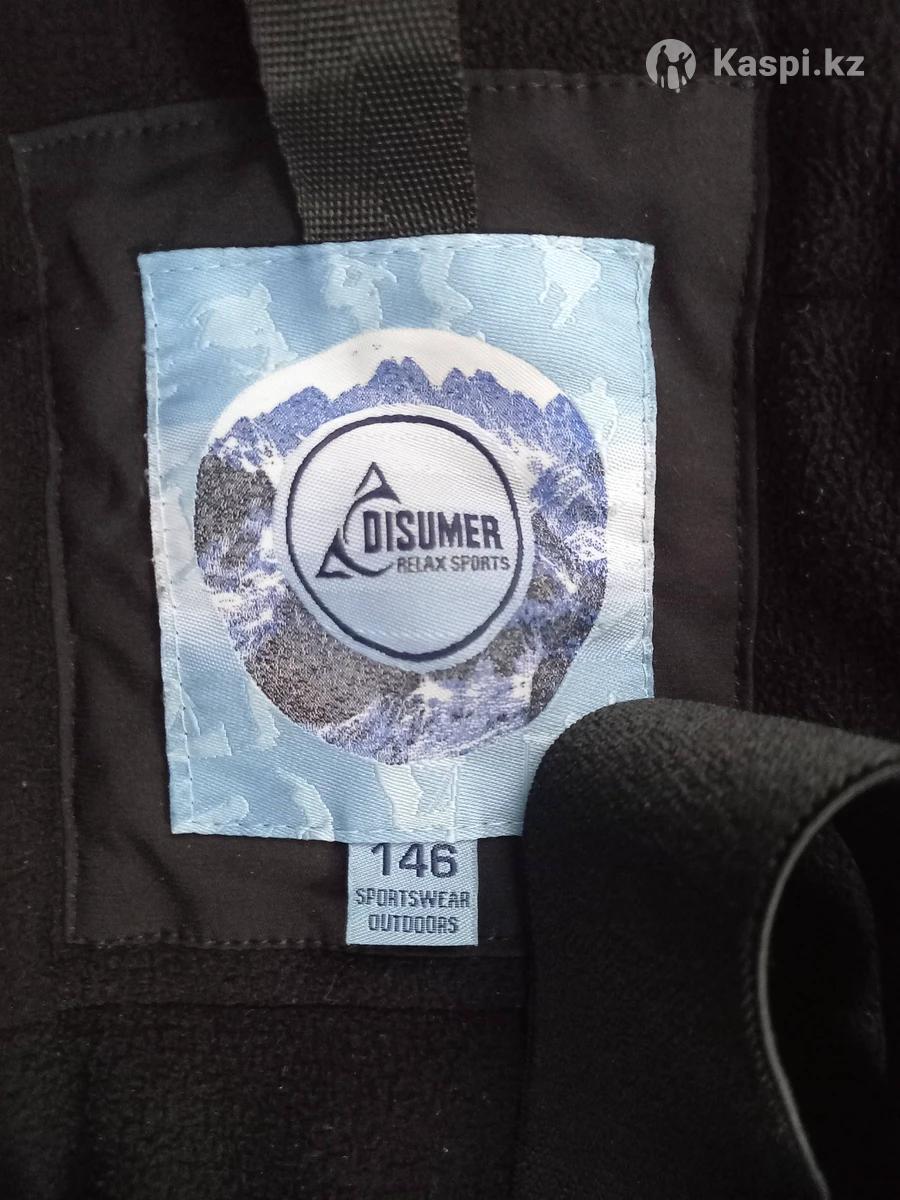 Kaspi.kz
DISUMER
RELAX SPORTS
146
SPORTSWEAR
OUTDOORS